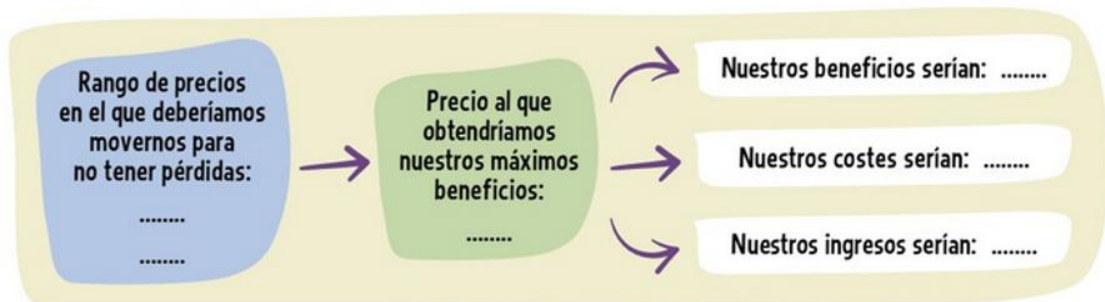 Rango de precios
en el que deberíamos
movernos para
no tener pérdidas:
........
........
Precio al que
obtendríamos
nuestros máximos
beneficios:
........
Nuestros beneficios serían: ........
Nuestros costes serían: ........
Nuestros ingresos serían: ........